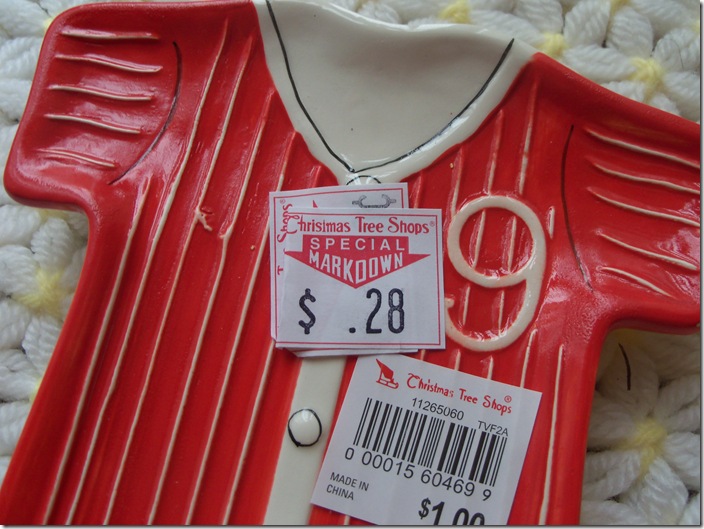 Christmas Tree Shops®
SPECIAL
MARKDOWN
$ .28
9
Christmas Tree Shops®
11265060
TVF2A
0 00015 60469 9
MADE IN
CHINA
$1.00